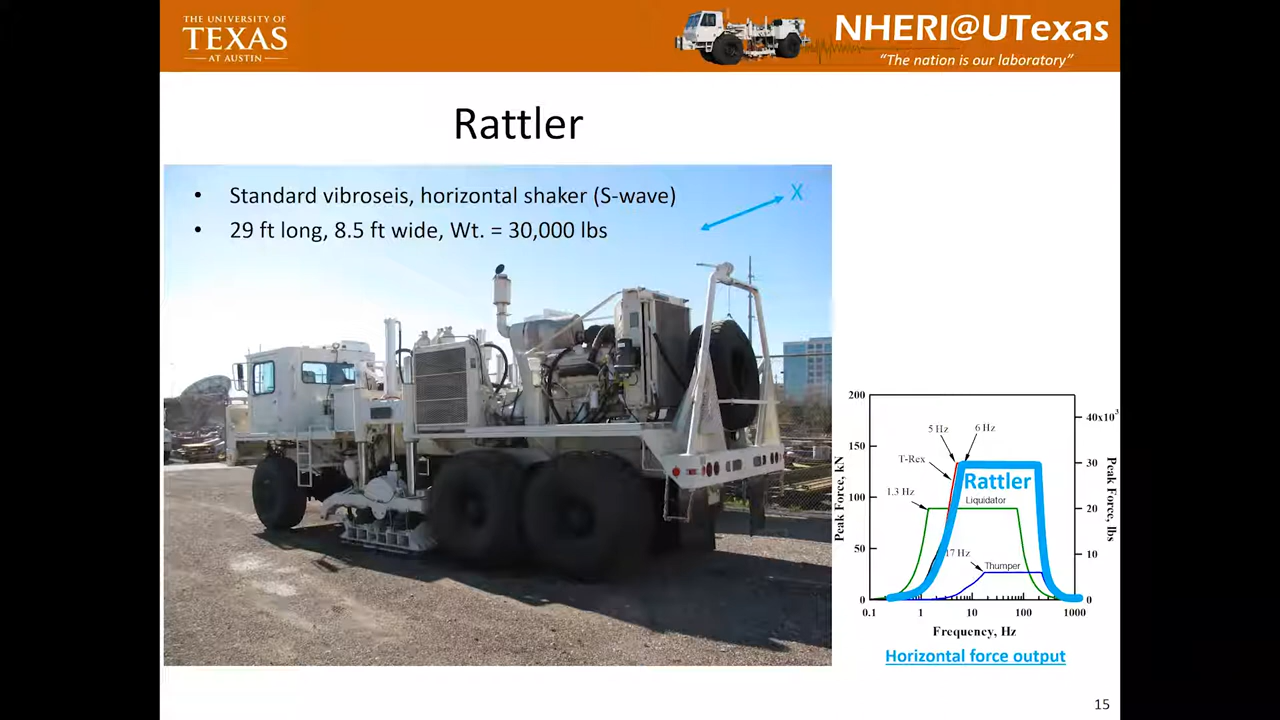 THE UNIVERSITY OF
TEXAS
AT AUSTIN
NHERI@UTexas
"The nation is our laboratory"
Rattler
• Standard vibroseis, horizontal shaker (S-wave)
• 29 ft long, 8.5 ft wide, Wt. = 30,000 lbs
X
200
150
100
50
0
Peak Force, kN
40x10³
30
20
10
0
Peak Force, lbs
5 Hz
6 Hz
T-Rex
Rattler
1.3 Hz
Liquidator
17 Hz
Thumper
0.1 1 10 100 1000
Frequency, Hz
Horizontal force output
15